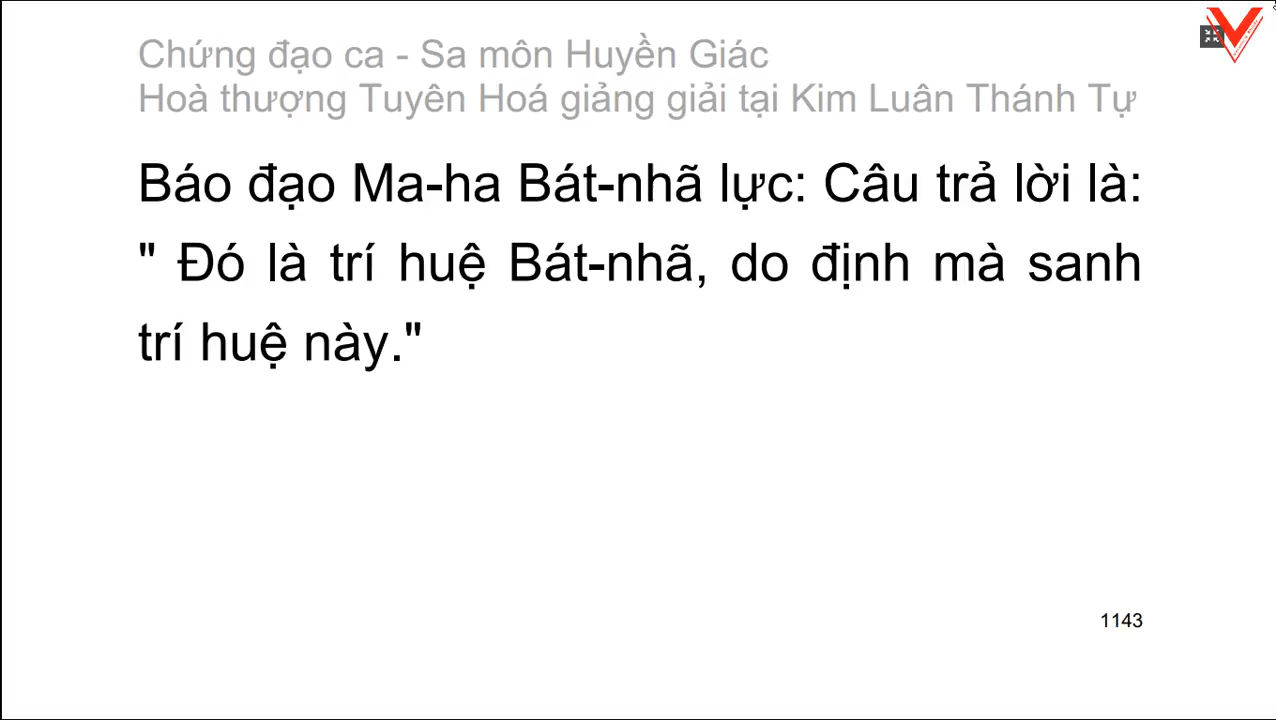 Chứng đạo ca - Sa môn Huyền Giác
Hoà thượng Tuyên Hoá giảng giải tại Kim Luân Thánh Tự
Báo đạo Ma-ha Bát-nhã lực: Câu trả lời là:
" Đó là trí huệ Bát-nhã, do định mà sanh
trí huệ này."
1143